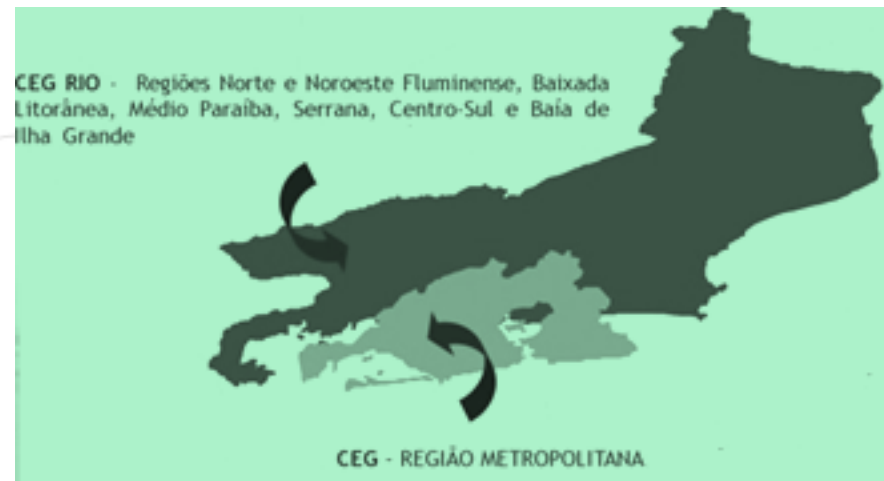 CEG RIO - Regiões Norte e Noroeste Fluminense, Baixada
Litorânea, Médio Paraíba, Serrana, Centro-Sul e Baía de
Ilha Grande
CEG - REGIÃO METROPOLITANA